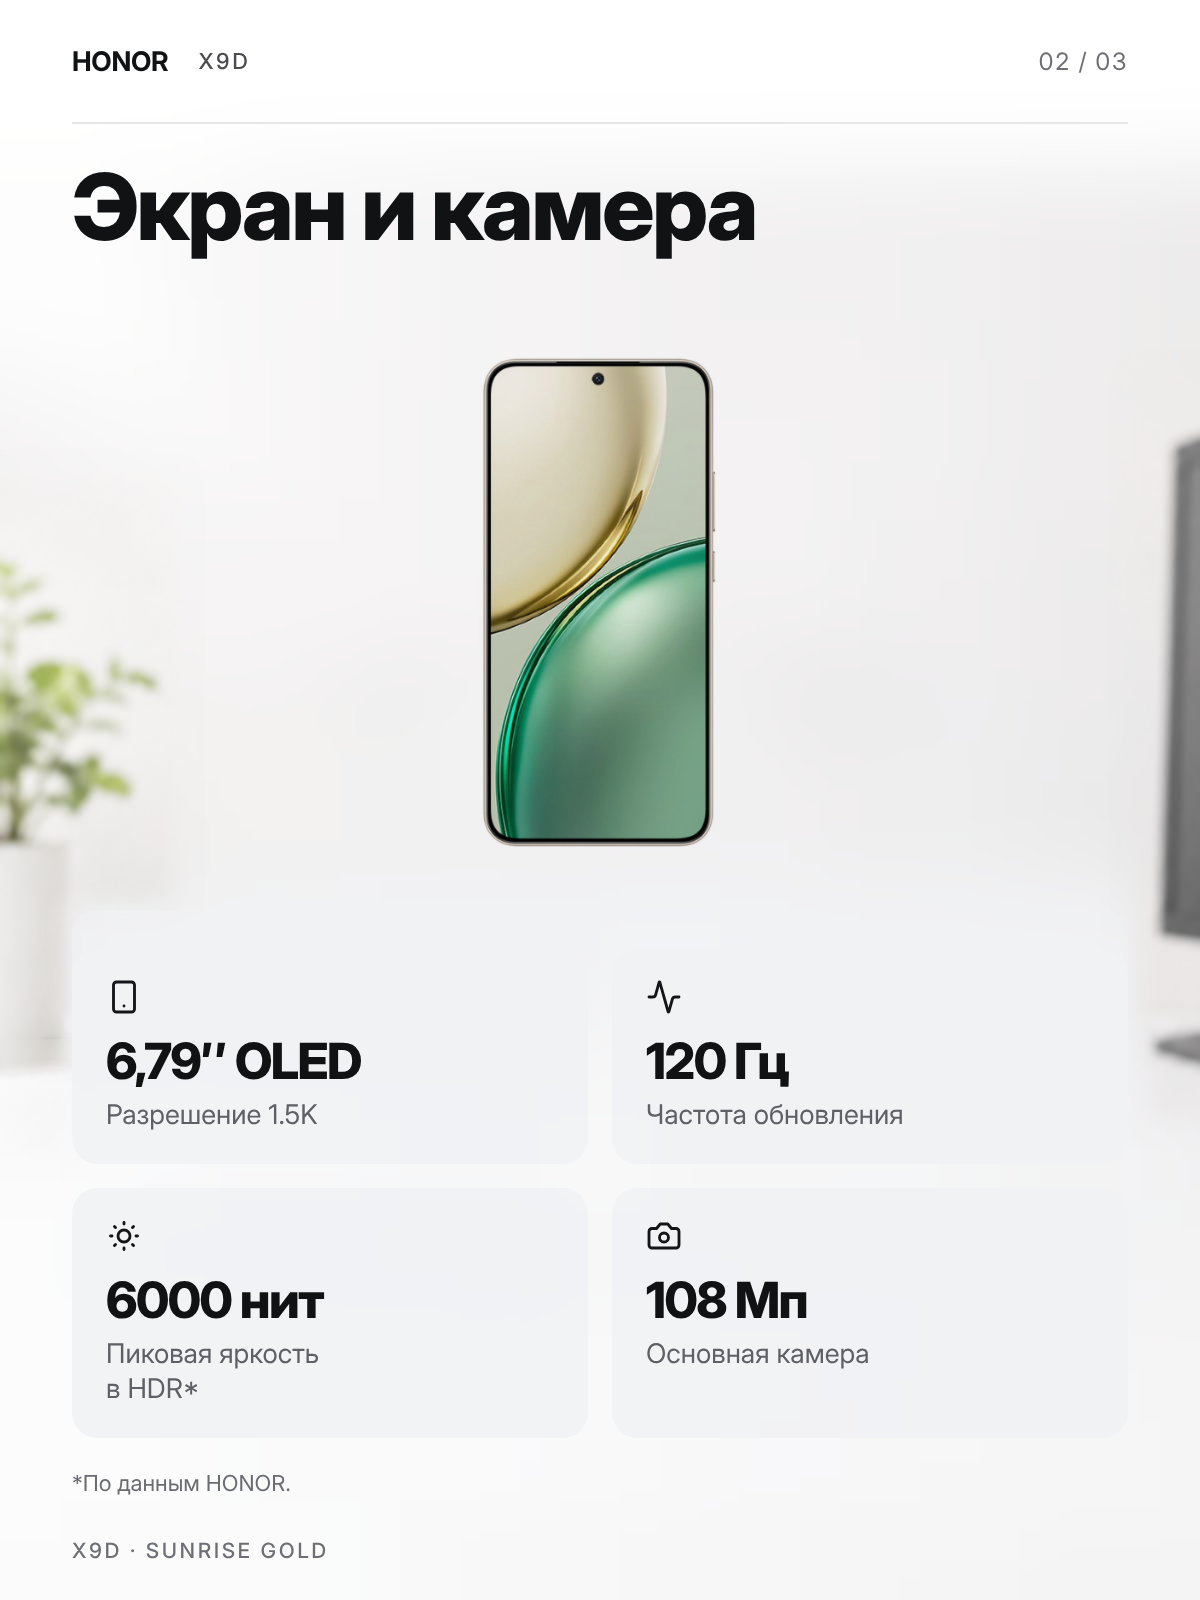 HONOR X9D 02 / 03
Экран и камера
6,79″ OLED
Разрешение 1.5K
120 Гц
Частота обновления
6000 нит
Пиковая яркость
в HDR*
108 Мп
Основная камера
*По данным HONOR.
X9D · SUNRISE GOLD